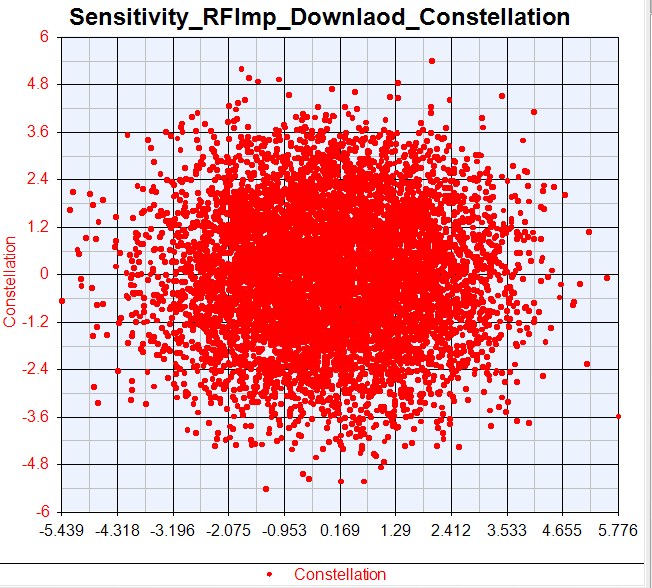 Sensitivity_RFImp_Downlaod_Constellation
6
4.8
3.6
2.4
1.2
0
-1.2
-2.4
-3.6
-4.8
-6
Constellation
-5.439 -4.318 -3.196 -2.075 -0.953 0.169 1.29 2.412 3.533 4.655 5.776
Constellation